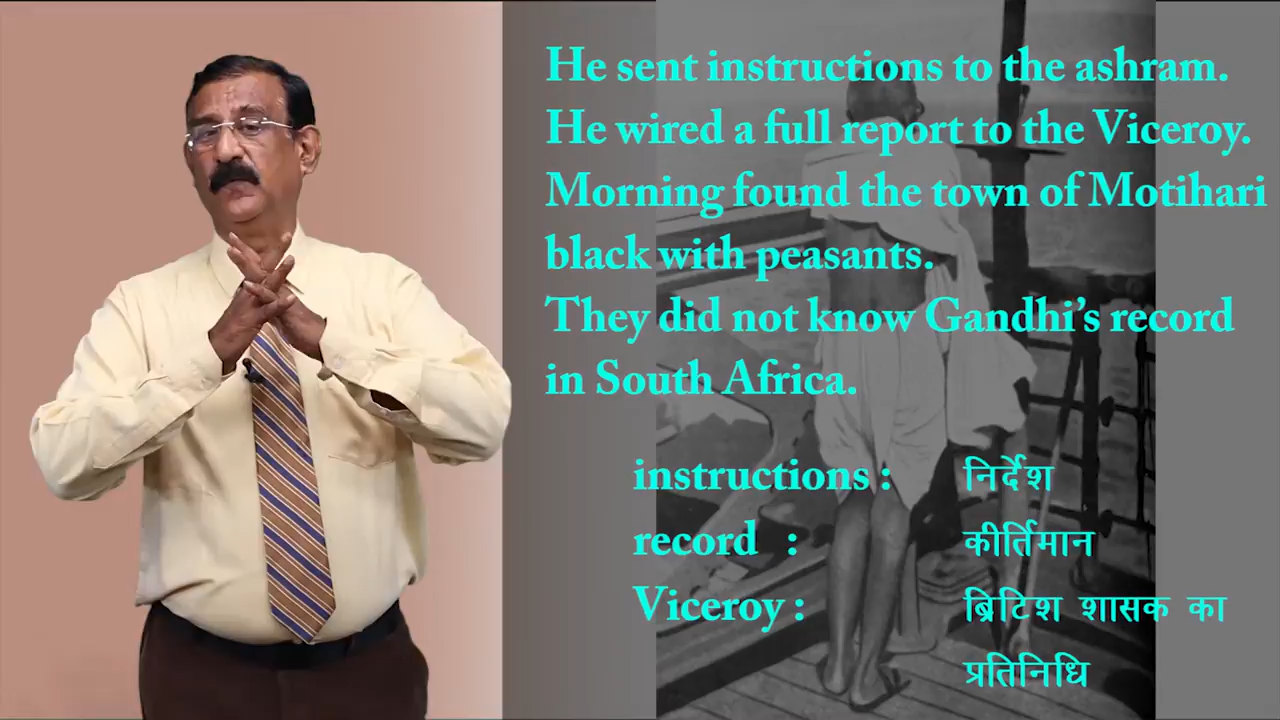 He sent instructions to the ashram.
He wired a full report to the Viceroy.
Morning found the town of Motihari
black with peasants.
They did not know Gandhi’s record
in South Africa.
instructions : निर्देश
record : कीर्तिमान
Viceroy : ब्रिटिश शासक का
प्रतिनिधि